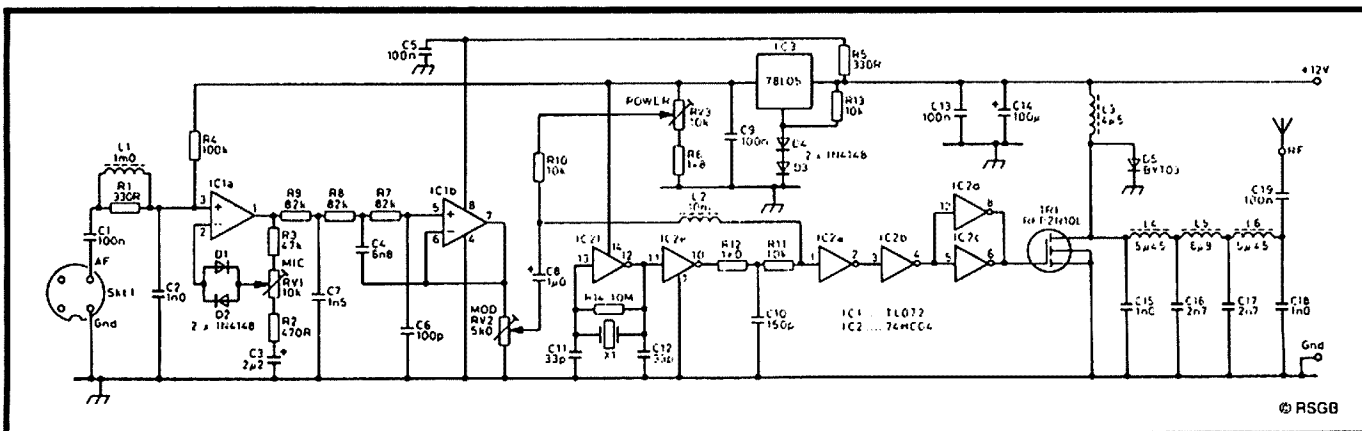 C5
100n
IC3
78L05
R5
330R
+12V
POWER
RV3
10k
R13
10k
C13
100n
C14
100µ
L3
4µ5
R4
100k
C9
100n
D4
2 x 1N4148
D3
D5
RF
L1
1m0
R1
330R
R10
10k
R6
1k8
C19
100n
IC1a
R9
82k
R8
82k
R7
82k
IC1b
L2
IC2d
TR1
3
+
2
-
1
5
+
6
-
8
7
4
C1
100n
R3
47k
C4
6n8
14
IC2f
IC2e
R12
1k0
R11
10k
IC2a
IC2b
IC2c
8
L4
5µ45
L5
6µ9
L6
5µ45
13
12
11
10
1
2
3
4
5
6
AF
Skt1
Gnd
D1
D2
2 x 1N4148
MIC
RV1
10k
C8
1µ0
R14 10M
X1
C2
1n0
C7
1n5
R2
470R
C3
2µ2
C6
100p
MOD
RV2
5k0
C11
33p
C12
33p
C10
150p
IC1 ... TL072
IC2 ... 74HC04
C15
1n0
C16
2n7
C17
2n7
C18
1n0
Gnd
© RSGB